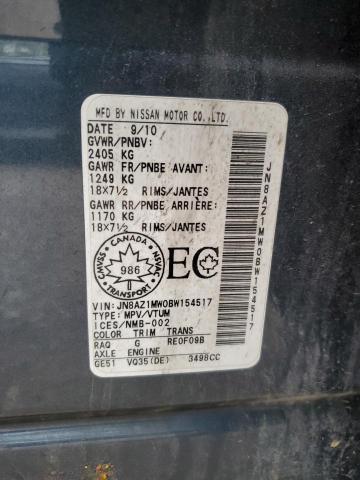 MFD BY NISSAN MOTOR CO.,LTD.
DATE 9/10
GVWR/PNBV:
2405 KG
GAWR FR/PNBE AVANT:
1249 KG
18X7½ RIMS/JANTES
GAWR RR/PNBE ARRIÈRE:
1170 KG
18X7½ RIMS/JANTES
CANADA
CMVSS
NSVAC
986
TRANSPORT
EC
VIN:JN8AZ1MW0BW154517
TYPE:MPV/VTUM
ICES/NMB-002
COLOR TRIM TRANS
RAQ G RE0F09B
AXLE ENGINE
GE51 VQ35(DE) 3498CC
JN8AZ1MW0BW154517